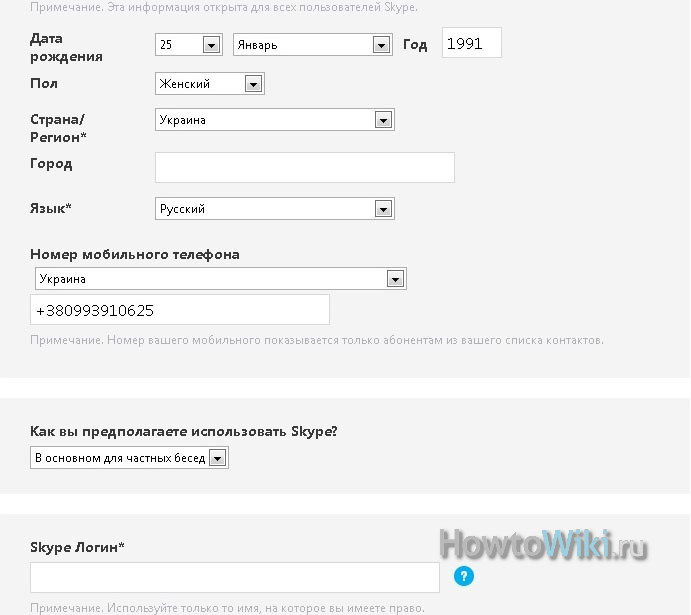 Примечание. Эта информация открыта для всех пользователей Skype.
Дата рождения 25 Январь Год 1991
Пол Женский
Страна/
Регион* Украина
Город
Язык* Русский
Номер мобильного телефона
Украина
+380993910625
Примечание. Номер вашего мобильного показывается только абонентам из вашего списка контактов.
Как вы предполагаете использовать Skype?
В основном для частных бесед
Skype Логин*
HowtoWiki.ru
?
Примечание. Используйте только то имя, на которое вы имеете право.